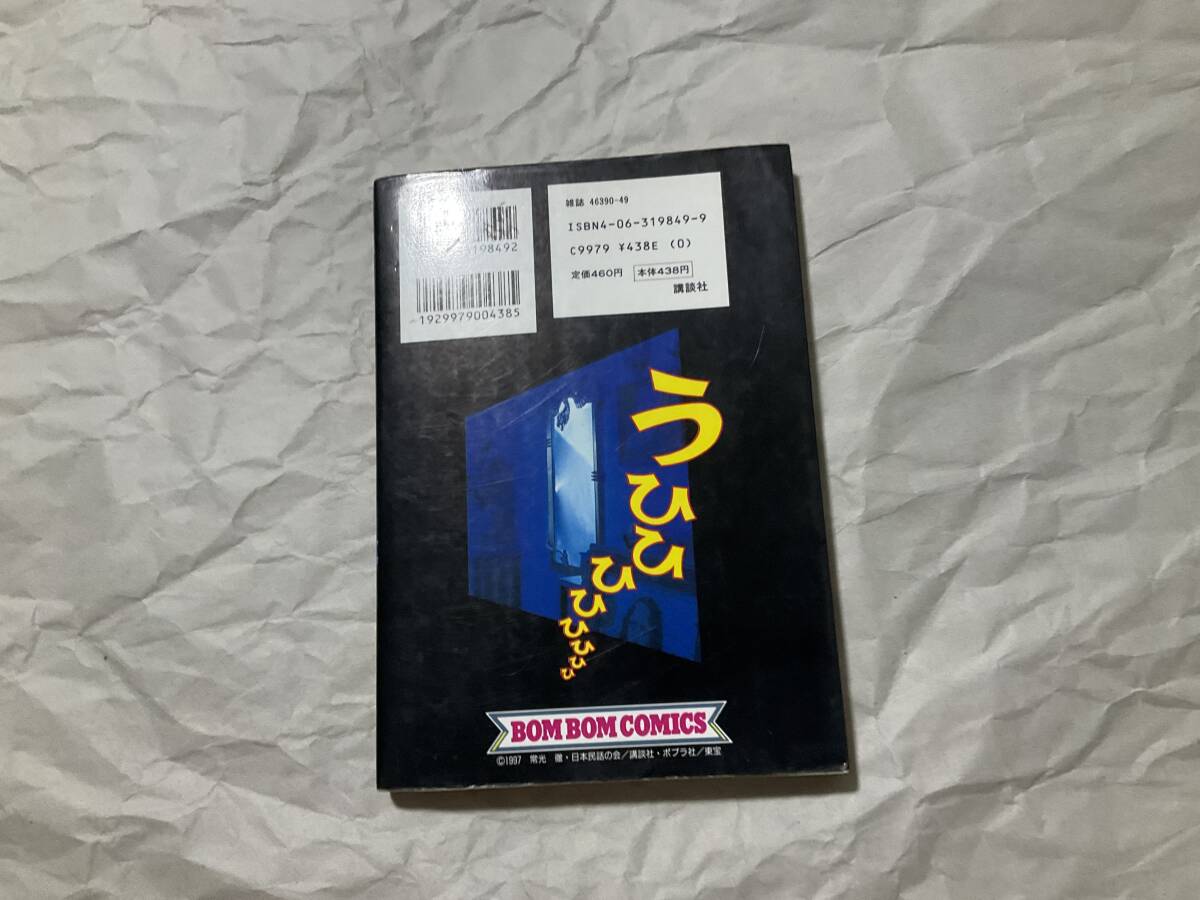 198492
1929979004385
雑誌 46390-49
ISBN4-06-319849-9
C9979 ¥438E (0)
定価460円 本体438円
講談社
うひひひひひひひひ
BOM BOM COMICS
©1997 常光 徹・日本民話の会／講談社・ポプラ社／東宝